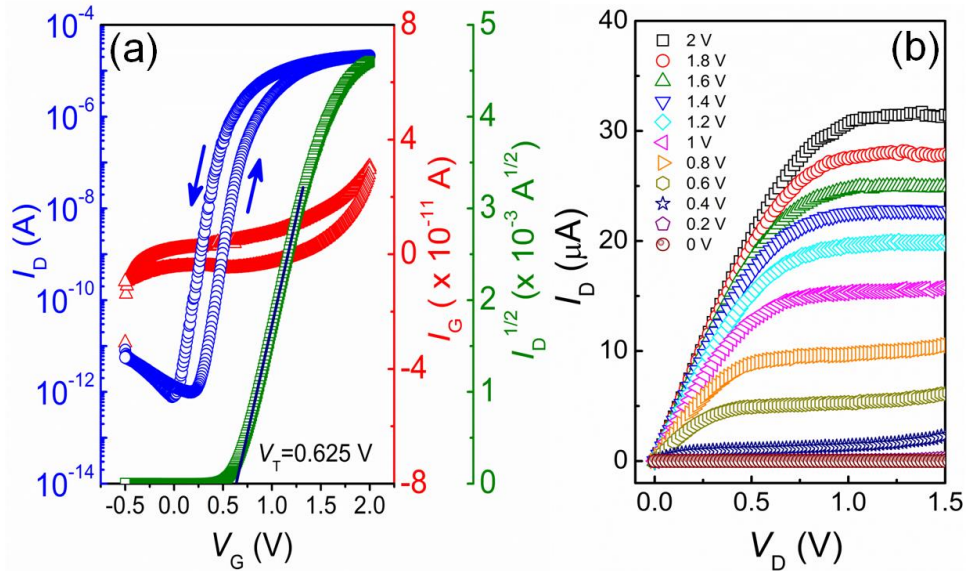 (a)
10⁻⁴
10⁻⁶
10⁻⁸
10⁻¹⁰
10⁻¹²
10⁻¹⁴
I_D (A)
-0.5 0.0 0.5 1.0 1.5 2.0
V_G (V)
V_T=0.625 V
8
4
0
-4
-8
I_G ( x 10⁻¹¹ A)
5
4
3
2
1
0
I_D^1/2 (x 10⁻³ A^1/2)
(b)
2 V
1.8 V
1.6 V
1.4 V
1.2 V
1 V
0.8 V
0.6 V
0.4 V
0.2 V
0 V
40
30
20
10
0
I_D (μA)
0.0 0.5 1.0 1.5
V_D (V)